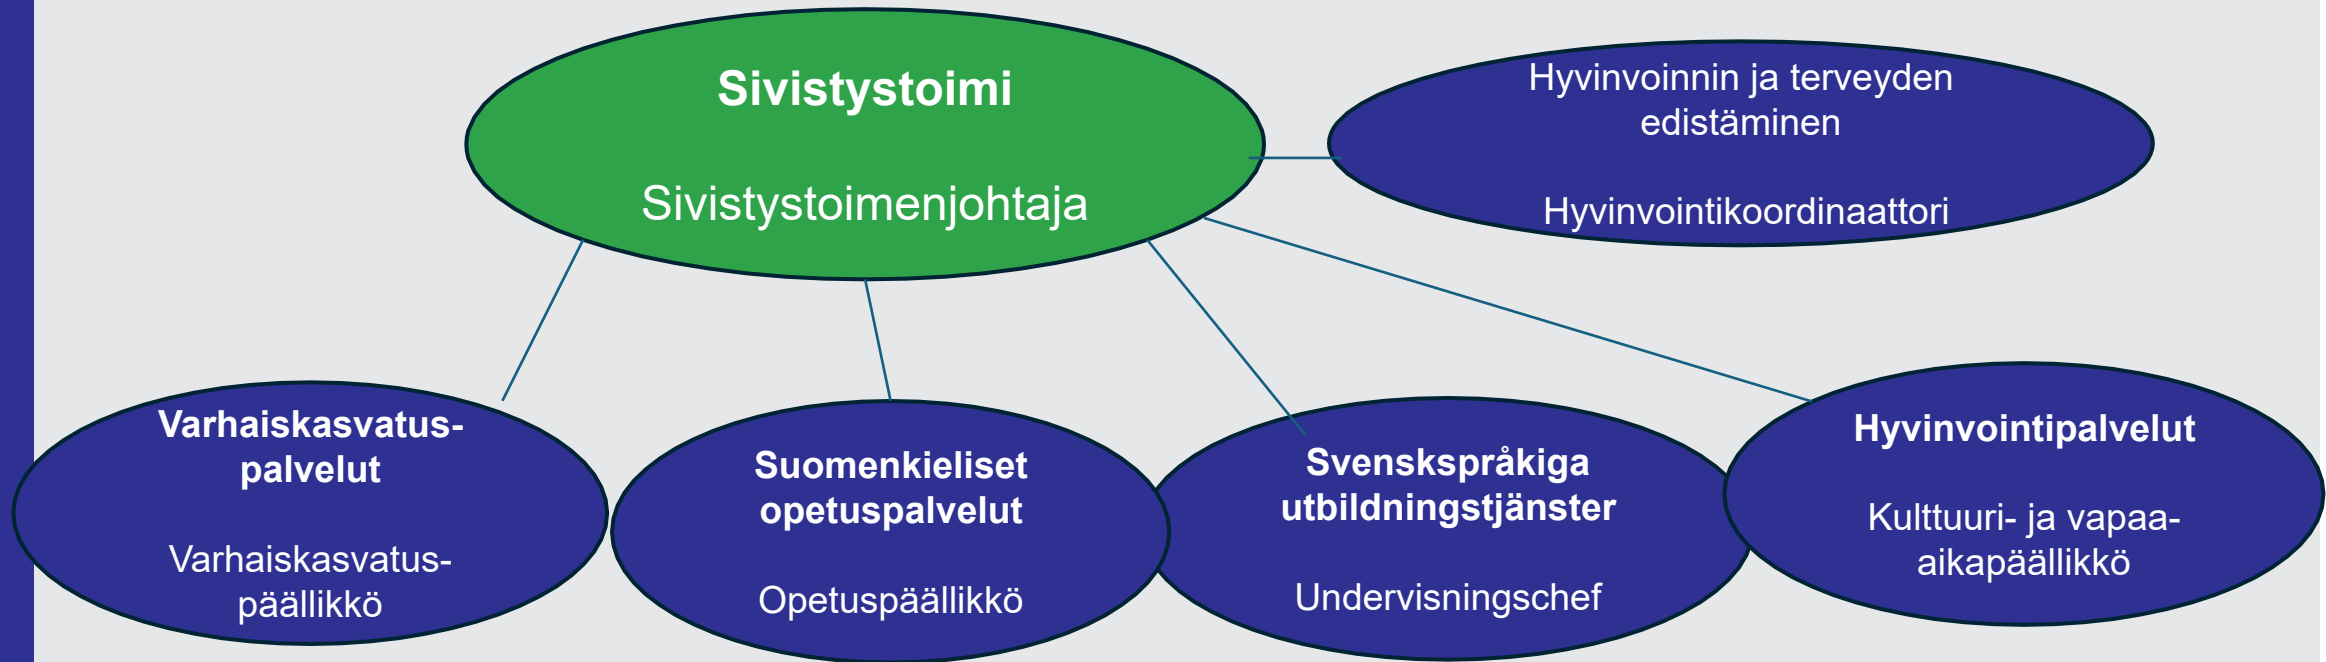 Sivistystoimi
Sivistystoimenjohtaja
Hyvinvoinnin ja terveyden
edistäminen
Hyvinvointikoordinaattori
Varhaiskasvatus-
palvelut
Varhaiskasvatus-
päällikkö
Suomenkieliset
opetuspalvelut
Opetuspäällikkö
Svenskspråkiga
utbildningstjänster
Undervisningschef
Hyvinvointipalvelut
Kulttuuri- ja vapaa-
aikapäällikkö